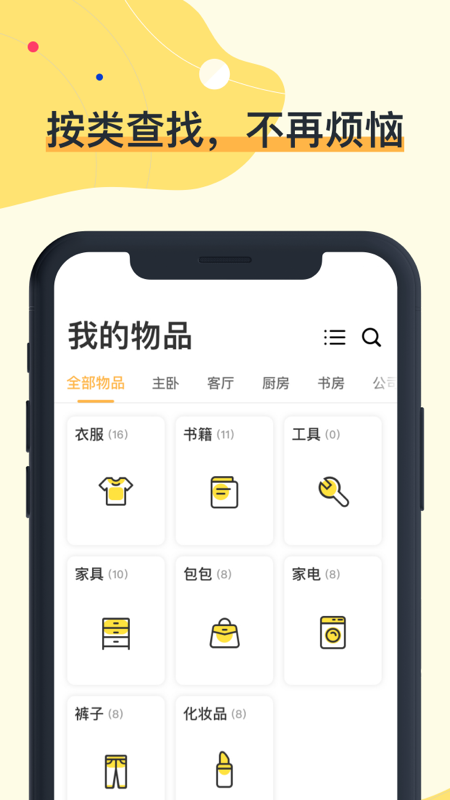 按类查找，不再烦恼
我的物品
全部物品 主卧 客厅 厨房 书房 公司
衣服 (16) 书籍 (11) 工具 (0)
家具 (10) 包包 (8) 家电 (8)
裤子 (8) 化妆品 (8)